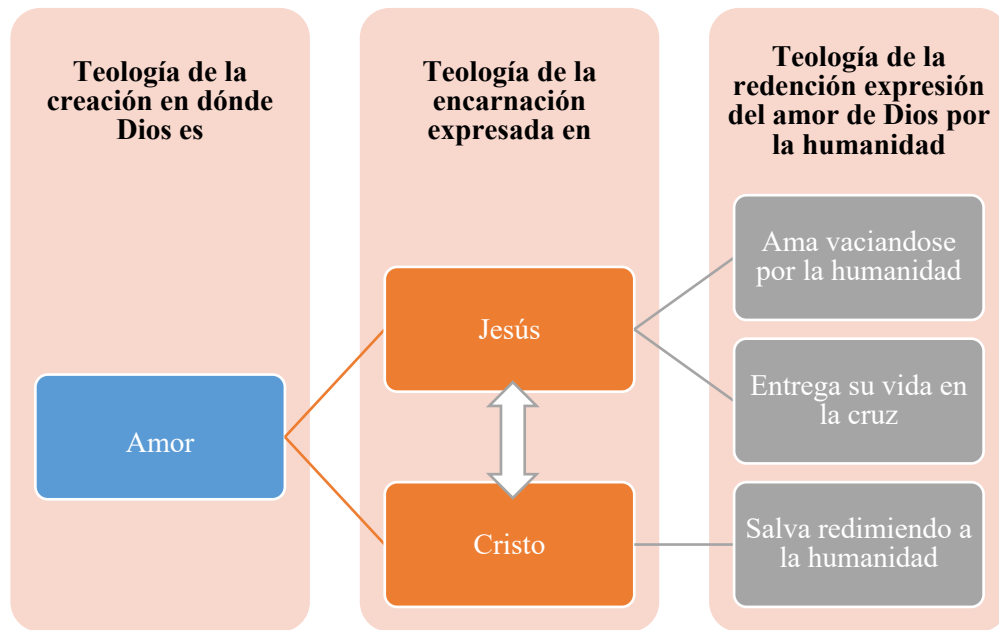 Teología de la
creación en dónde
Dios es
Amor
Teología de la
encarnación
expresada en
Jesús
Cristo
Teología de la
redención expresión
del amor de Dios por
la humanidad
Ama vaciandose
por la humanidad
Entrega su vida en
la cruz
Salva redimiendo a
la humanidad